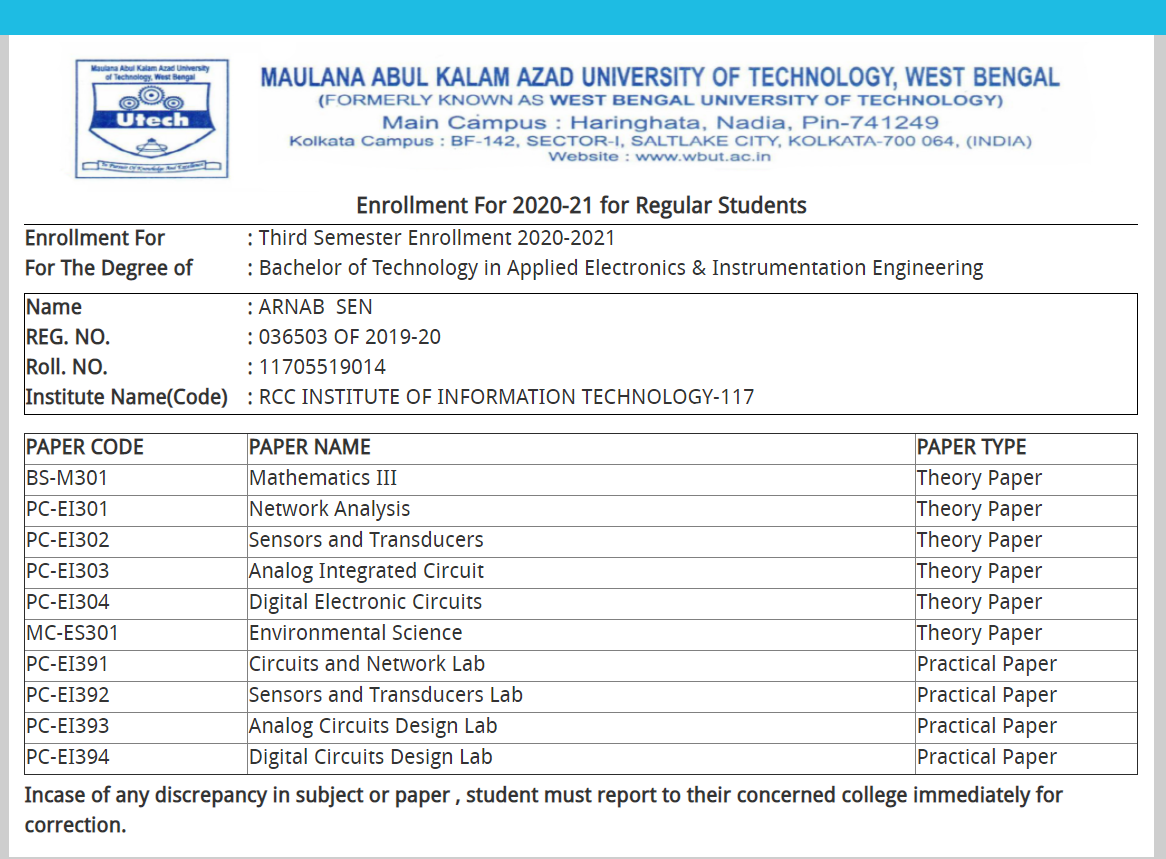 Maulana Abul Kalam Azad University
of Technology, West Bengal
Utech
In Pursuit Of Knowledge And Excellence
MAULANA ABUL KALAM AZAD UNIVERSITY OF TECHNOLOGY, WEST BENGAL
(FORMERLY KNOWN AS WEST BENGAL UNIVERSITY OF TECHNOLOGY)
Main Campus : Haringhata, Nadia, Pin-741249
Kolkata Campus : BF-142, SECTOR-I, SALTLAKE CITY, KOLKATA-700 064, (INDIA)
Website : www.wbut.ac.in
Enrollment For 2020-21 for Regular Students
Enrollment For : Third Semester Enrollment 2020-2021
For The Degree of : Bachelor of Technology in Applied Electronics & Instrumentation Engineering
Name : ARNAB  SEN
REG. NO. : 036503 OF 2019-20
Roll. NO. : 11705519014
Institute Name(Code) : RCC INSTITUTE OF INFORMATION TECHNOLOGY-117
PAPER CODE PAPER NAME PAPER TYPE
BS-M301 Mathematics III Theory Paper
PC-EI301 Network Analysis Theory Paper
PC-EI302 Sensors and Transducers Theory Paper
PC-EI303 Analog Integrated Circuit Theory Paper
PC-EI304 Digital Electronic Circuits Theory Paper
MC-ES301 Environmental Science Theory Paper
PC-EI391 Circuits and Network Lab Practical Paper
PC-EI392 Sensors and Transducers Lab Practical Paper
PC-EI393 Analog Circuits Design Lab Practical Paper
PC-EI394 Digital Circuits Design Lab Practical Paper
Incase of any discrepancy in subject or paper , student must report to their concerned college immediately for
correction.